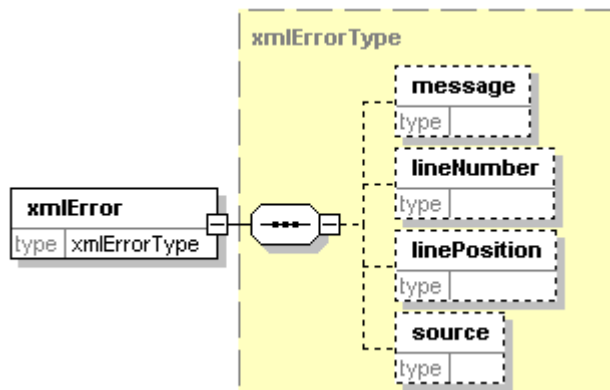 xmlErrorType
message
type
lineNumber
type
xmlError
type xmlErrorType
linePosition
type
source
type